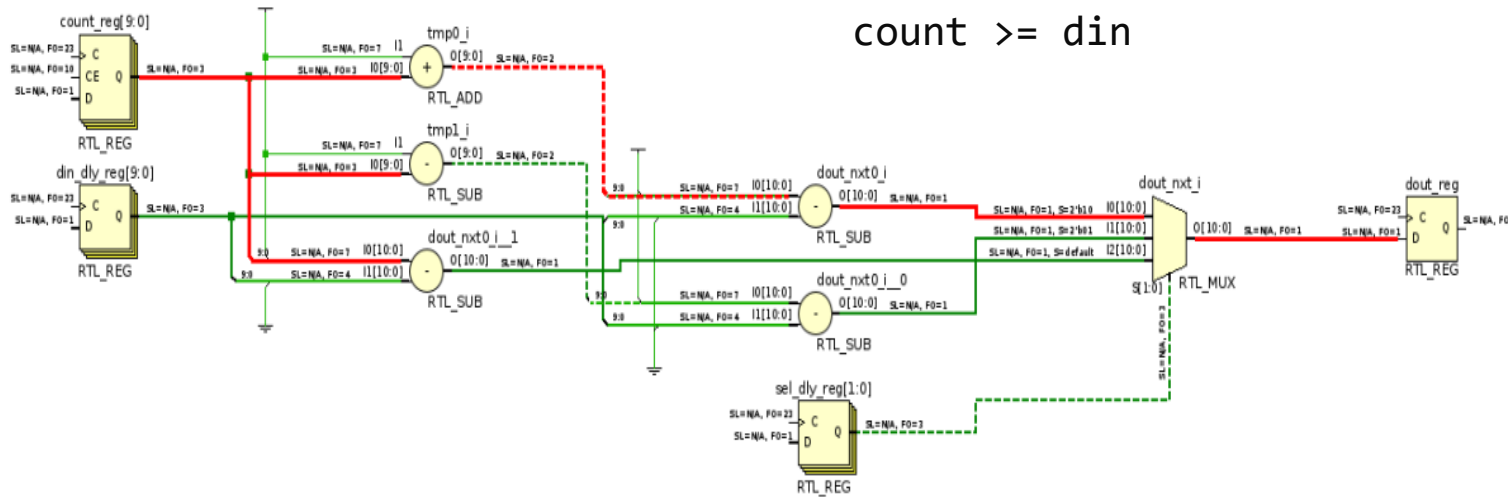 count >= din
count_reg[9:0]
SL=N/A, FO=23
C
SL=N/A, FO=10
CE
Q
SL=N/A, FO=3
SL=N/A, FO=1
D
RTL_REG
din_dly_reg[9:0]
SL=N/A, FO=23
C
Q
SL=N/A, FO=3
SL=N/A, FO=1
D
RTL_REG
tmp0_i
SL=N/A, FO=7
I1
O[9:0]
SL=N/A, FO=2
SL=N/A, FO=3
I0[9:0]
+
RTL_ADD
tmp1_i
SL=N/A, FO=7
I1
O[9:0]
SL=N/A, FO=2
SL=N/A, FO=3
I0[9:0]
-
RTL_SUB
dout_nxt0_i__1
9:0
SL=N/A, FO=7
I0[10:0]
O[10:0]
SL=N/A, FO=1
9:0
SL=N/A, FO=4
I1[10:0]
-
RTL_SUB
dout_nxt0_i
9:0
SL=N/A, FO=7
I0[10:0]
O[10:0]
SL=N/A, FO=1
9:0
SL=N/A, FO=4
I1[10:0]
-
RTL_SUB
dout_nxt0_i__0
9:0
SL=N/A, FO=7
I0[10:0]
O[10:0]
SL=N/A, FO=1
9:0
SL=N/A, FO=4
I1[10:0]
-
RTL_SUB
dout_nxt_i
SL=N/A, FO=1, S=2'b10
I0[10:0]
SL=N/A, FO=1, S=2'b01
I1[10:0]
O[10:0]
SL=N/A, FO=1
SL=N/A, FO=1, S=default
I2[10:0]
S[1:0]
RTL_MUX
SL=N/A, FO=3
dout_reg
SL=N/A, FO=23
C
Q
SL=N/A, FO
SL=N/A, FO=1
D
RTL_REG
sel_dly_reg[1:0]
SL=N/A, FO=23
C
Q
SL=N/A, FO=3
SL=N/A, FO=1
D
RTL_REG